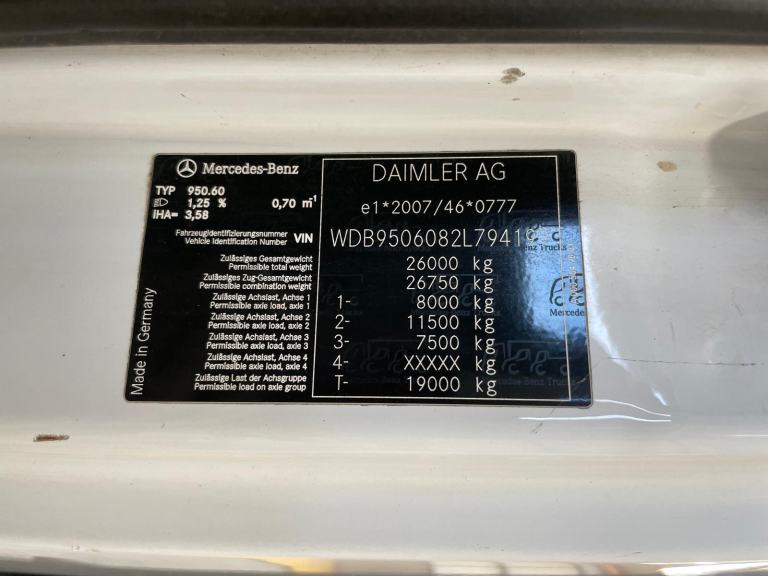 Mercedes-Benz
DAIMLER AG
TYP 950.60
1,25 % 0,70 m⁻¹
IHA= 3,58
e1*2007/46*0777
Fahrzeugidentifizierungsnummer
Vehicle Identification Number VIN
Zulässiges Gesamtgewicht
Permissible total weight 26000 kg
Zulässiges Zug-Gesamtgewicht
Permissible combination weight 26750 kg
Zulässige Achslast, Achse 1
Permissible axle load, axle 1 1- 8000 kg
Zulässige Achslast, Achse 2
Permissible axle load, axle 2 2- 11500 kg
Zulässige Achslast, Achse 3
Permissible axle load, axle 3 3- 7500 kg
Zulässige Achslast, Achse 4
Permissible axle load, axle 4 4- XXXXX kg
Zulässige Last der Achsgruppe
Permissible load on axle group T- 19000 kg
Made in Germany